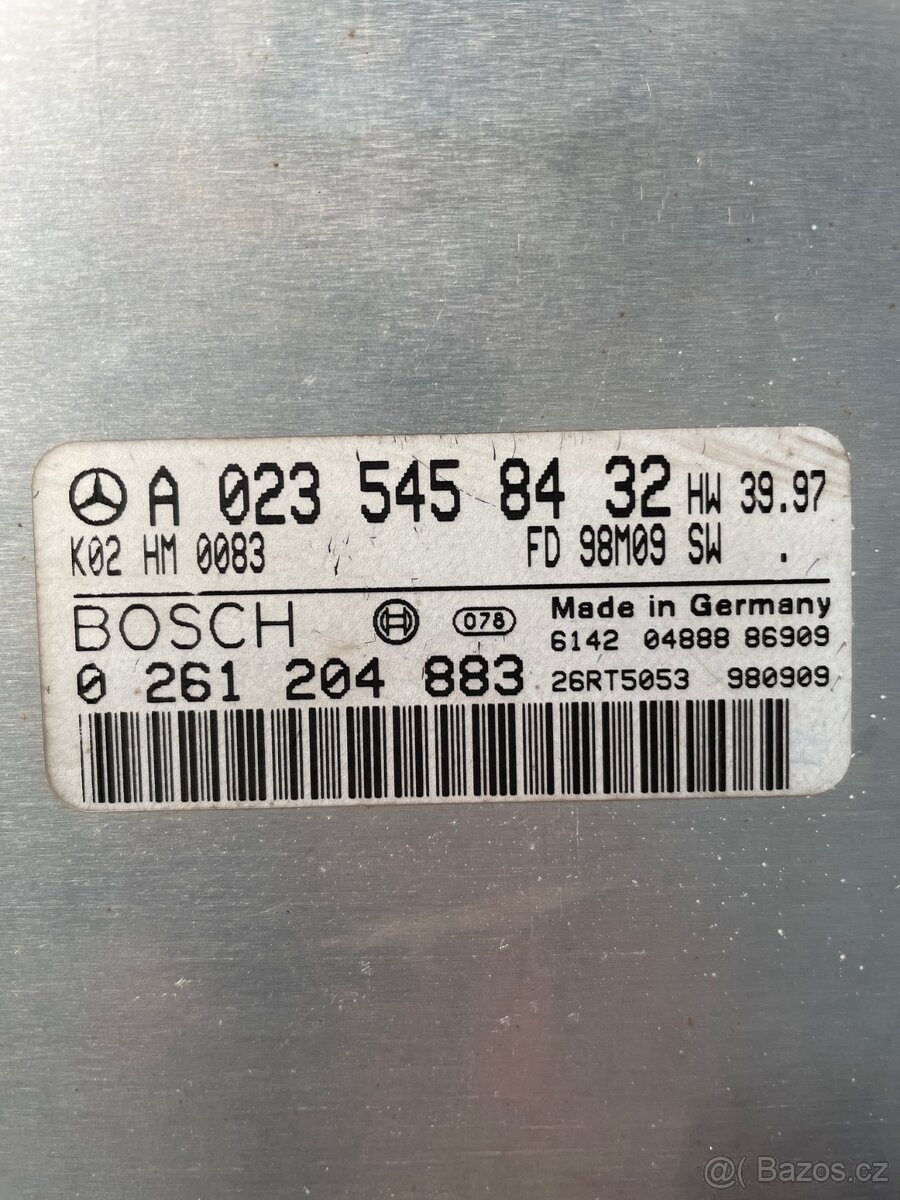 A 023 545 84 32 HW 39.97
K02 HM 0083 FD 98M09 SW .
BOSCH 078 Made in Germany
6142 04888 86909
0 261 204 883 26RT5053 980909
@( Bazos.cz